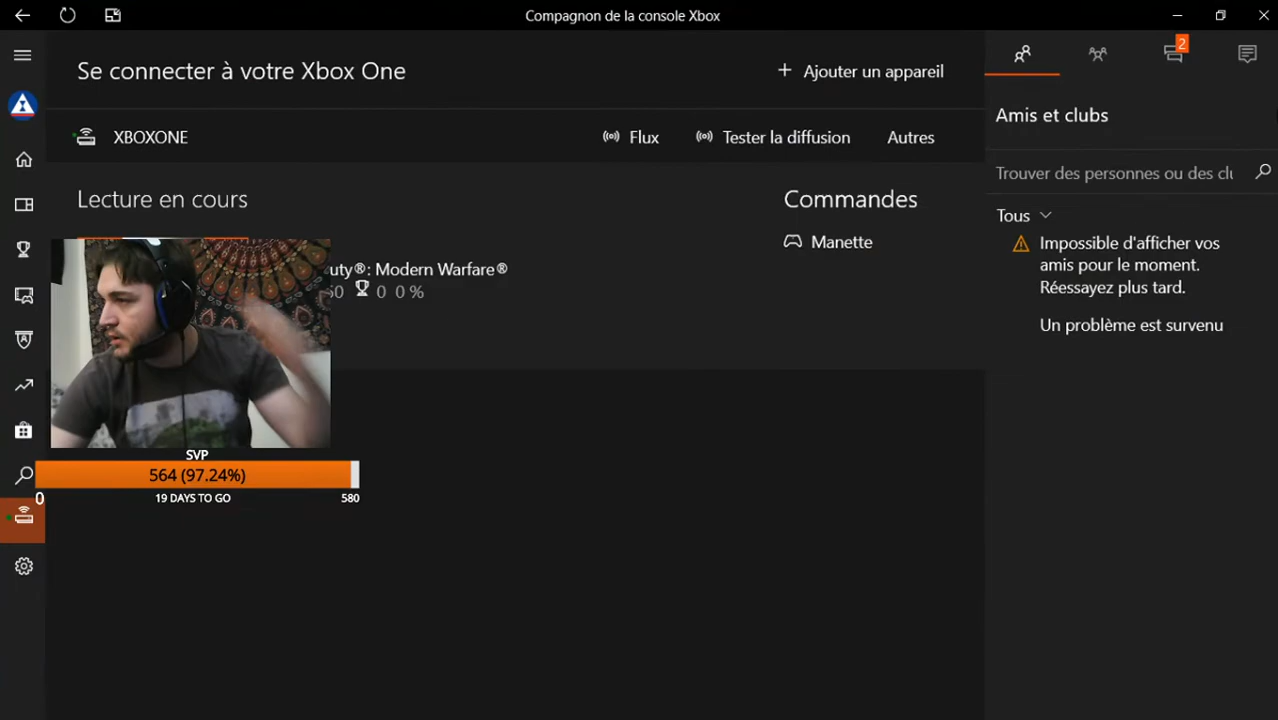 Compagnon de la console Xbox
Se connecter à votre Xbox One
+ Ajouter un appareil
XBOXONE
Flux
Tester la diffusion
Autres
Lecture en cours
Commandes
uty®: Modern Warfare®
0 0 %
Manette
SVP
564 (97.24%)
0
19 DAYS TO GO
580
2
Amis et clubs
Trouver des personnes ou des clu
Tous
Impossible d'afficher vos
amis pour le moment.
Réessayez plus tard.
Un problème est survenu